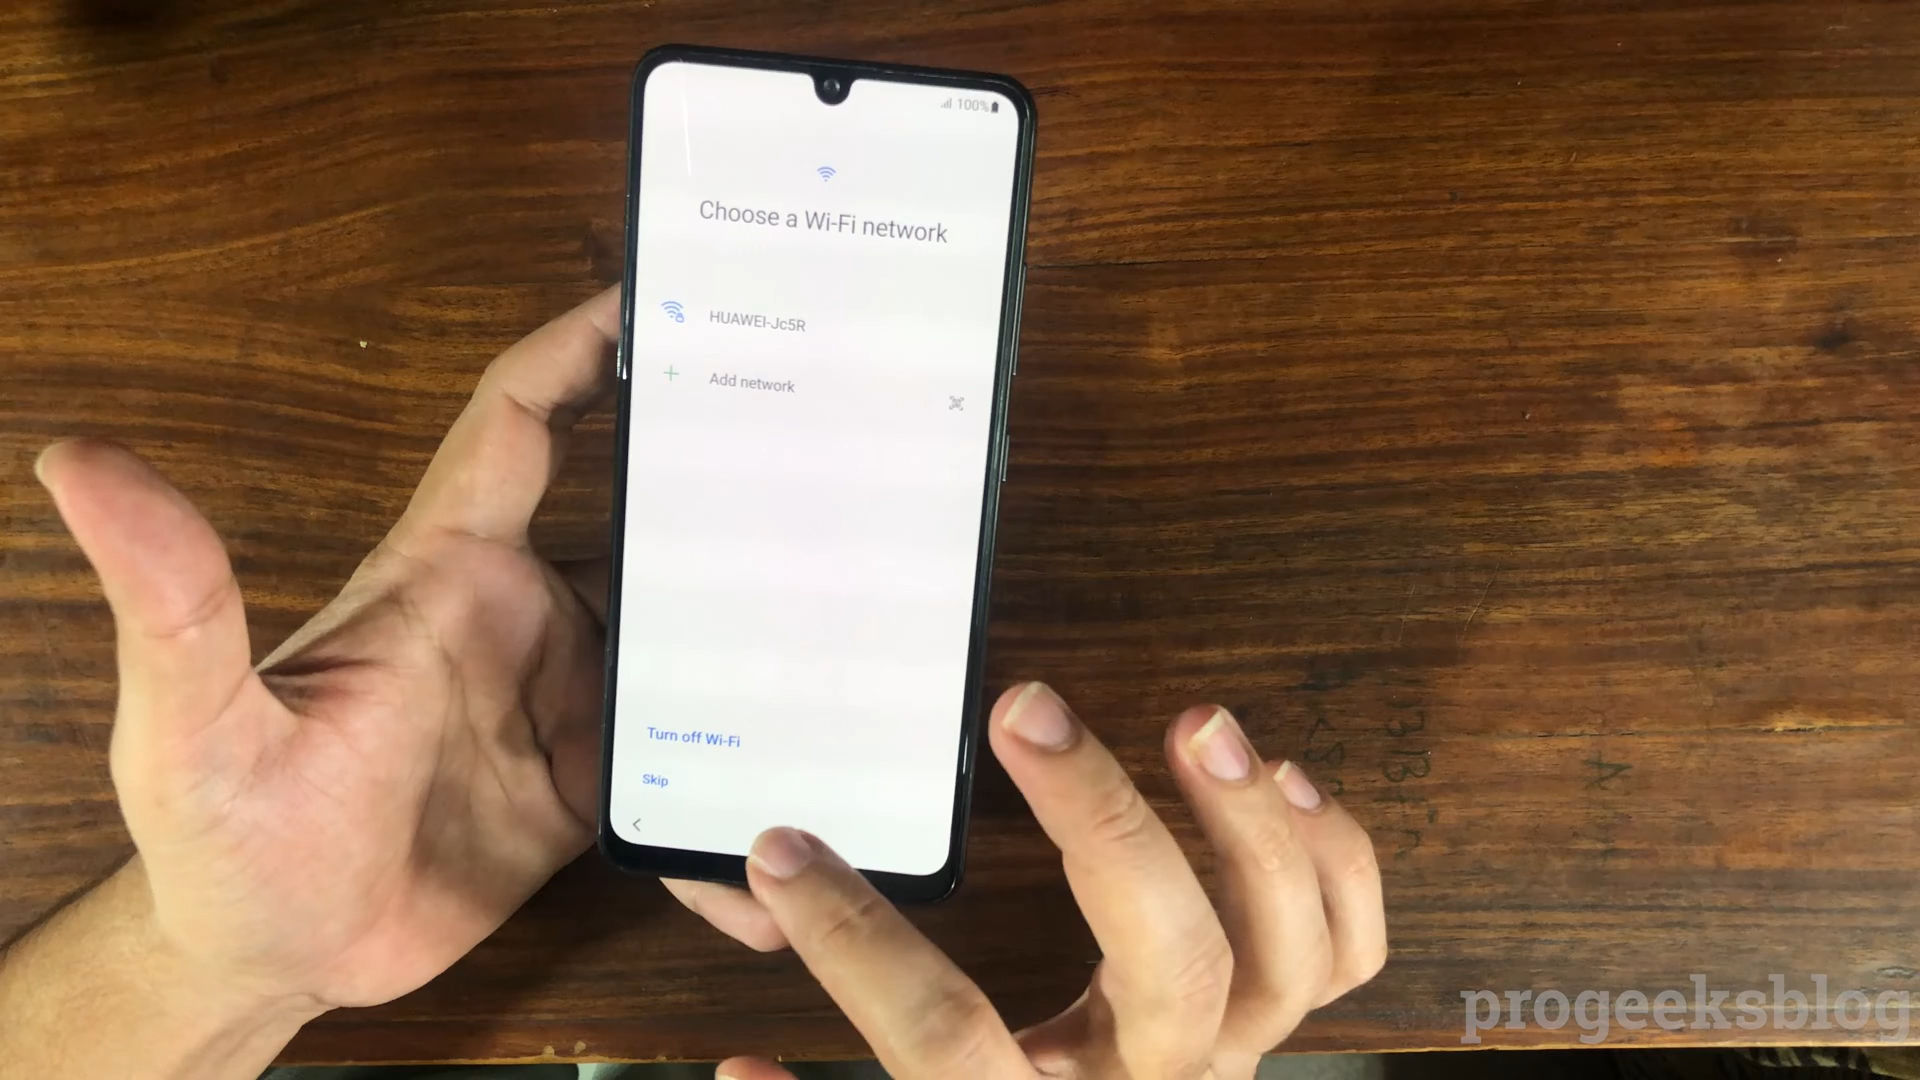 100%
Choose a Wi-Fi network
HUAWEI-Jc5R
Add network
Turn off Wi-Fi
Skip
progeeksblog